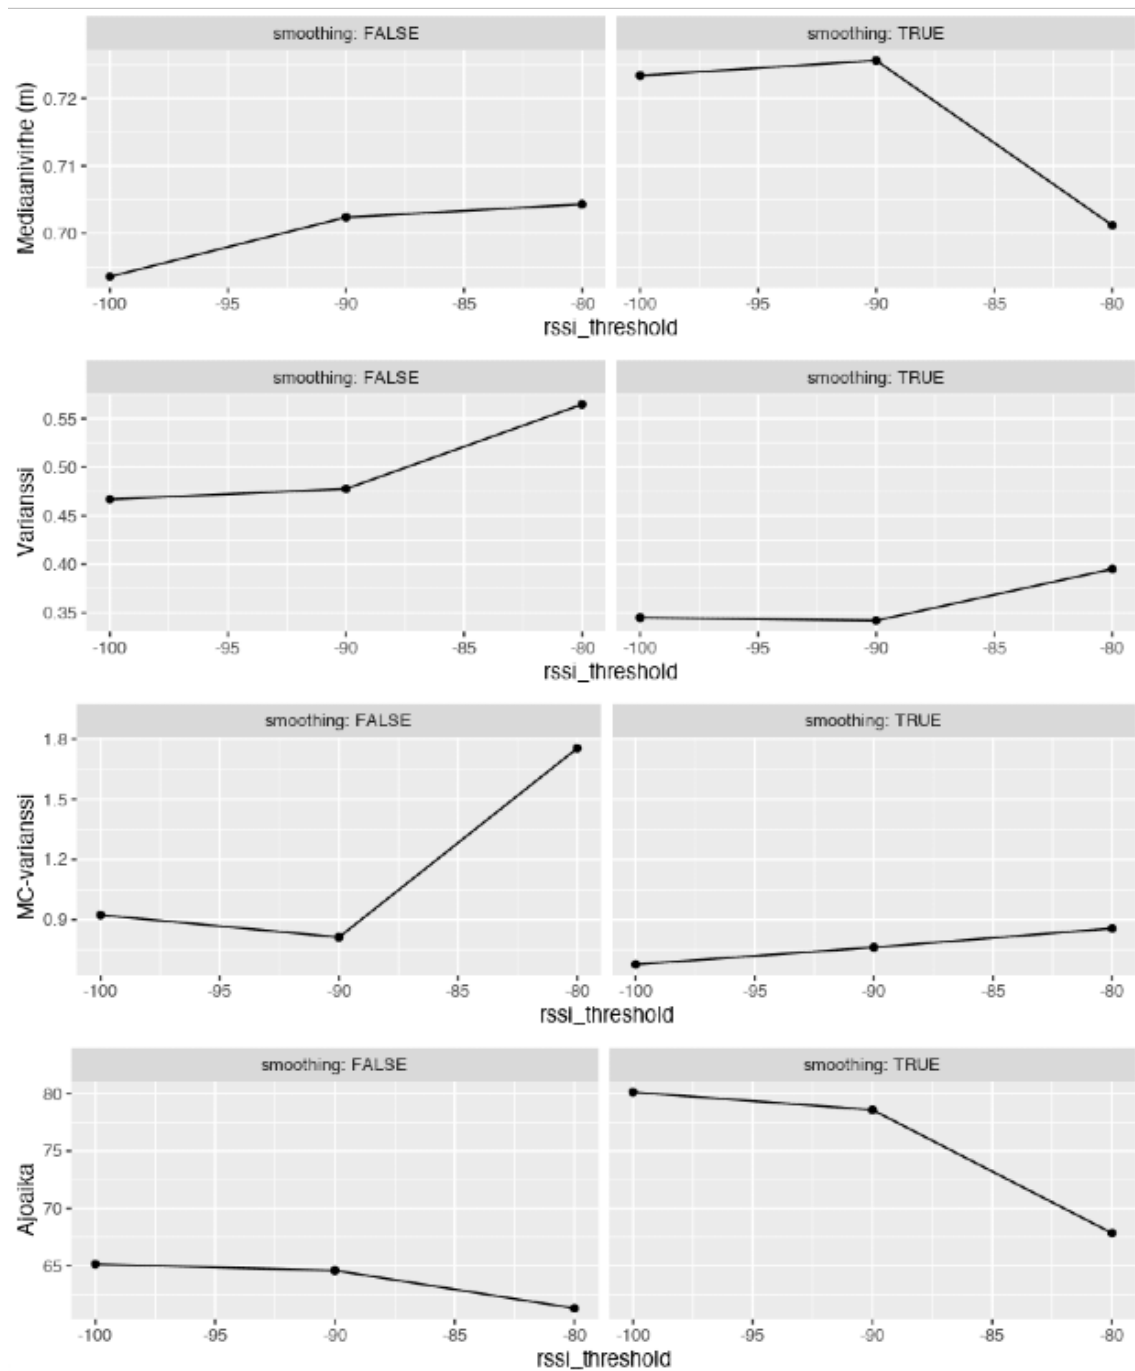 smoothing: FALSE smoothing: TRUE
Mediaanivirhe (m)
0.72
0.71
0.70
-100 -95 -90 -85 -80 -100 -95 -90 -85 -80
rssi_threshold
smoothing: FALSE smoothing: TRUE
Varianssi
0.55
0.50
0.45
0.40
0.35
-100 -95 -90 -85 -80 -100 -95 -90 -85 -80
rssi_threshold
smoothing: FALSE smoothing: TRUE
MC-varianssi
1.8
1.5
1.2
0.9
-100 -95 -90 -85 -80 -100 -95 -90 -85 -80
rssi_threshold
smoothing: FALSE smoothing: TRUE
Ajoaika
80
75
70
65
-100 -95 -90 -85 -80 -100 -95 -90 -85 -80
rssi_threshold